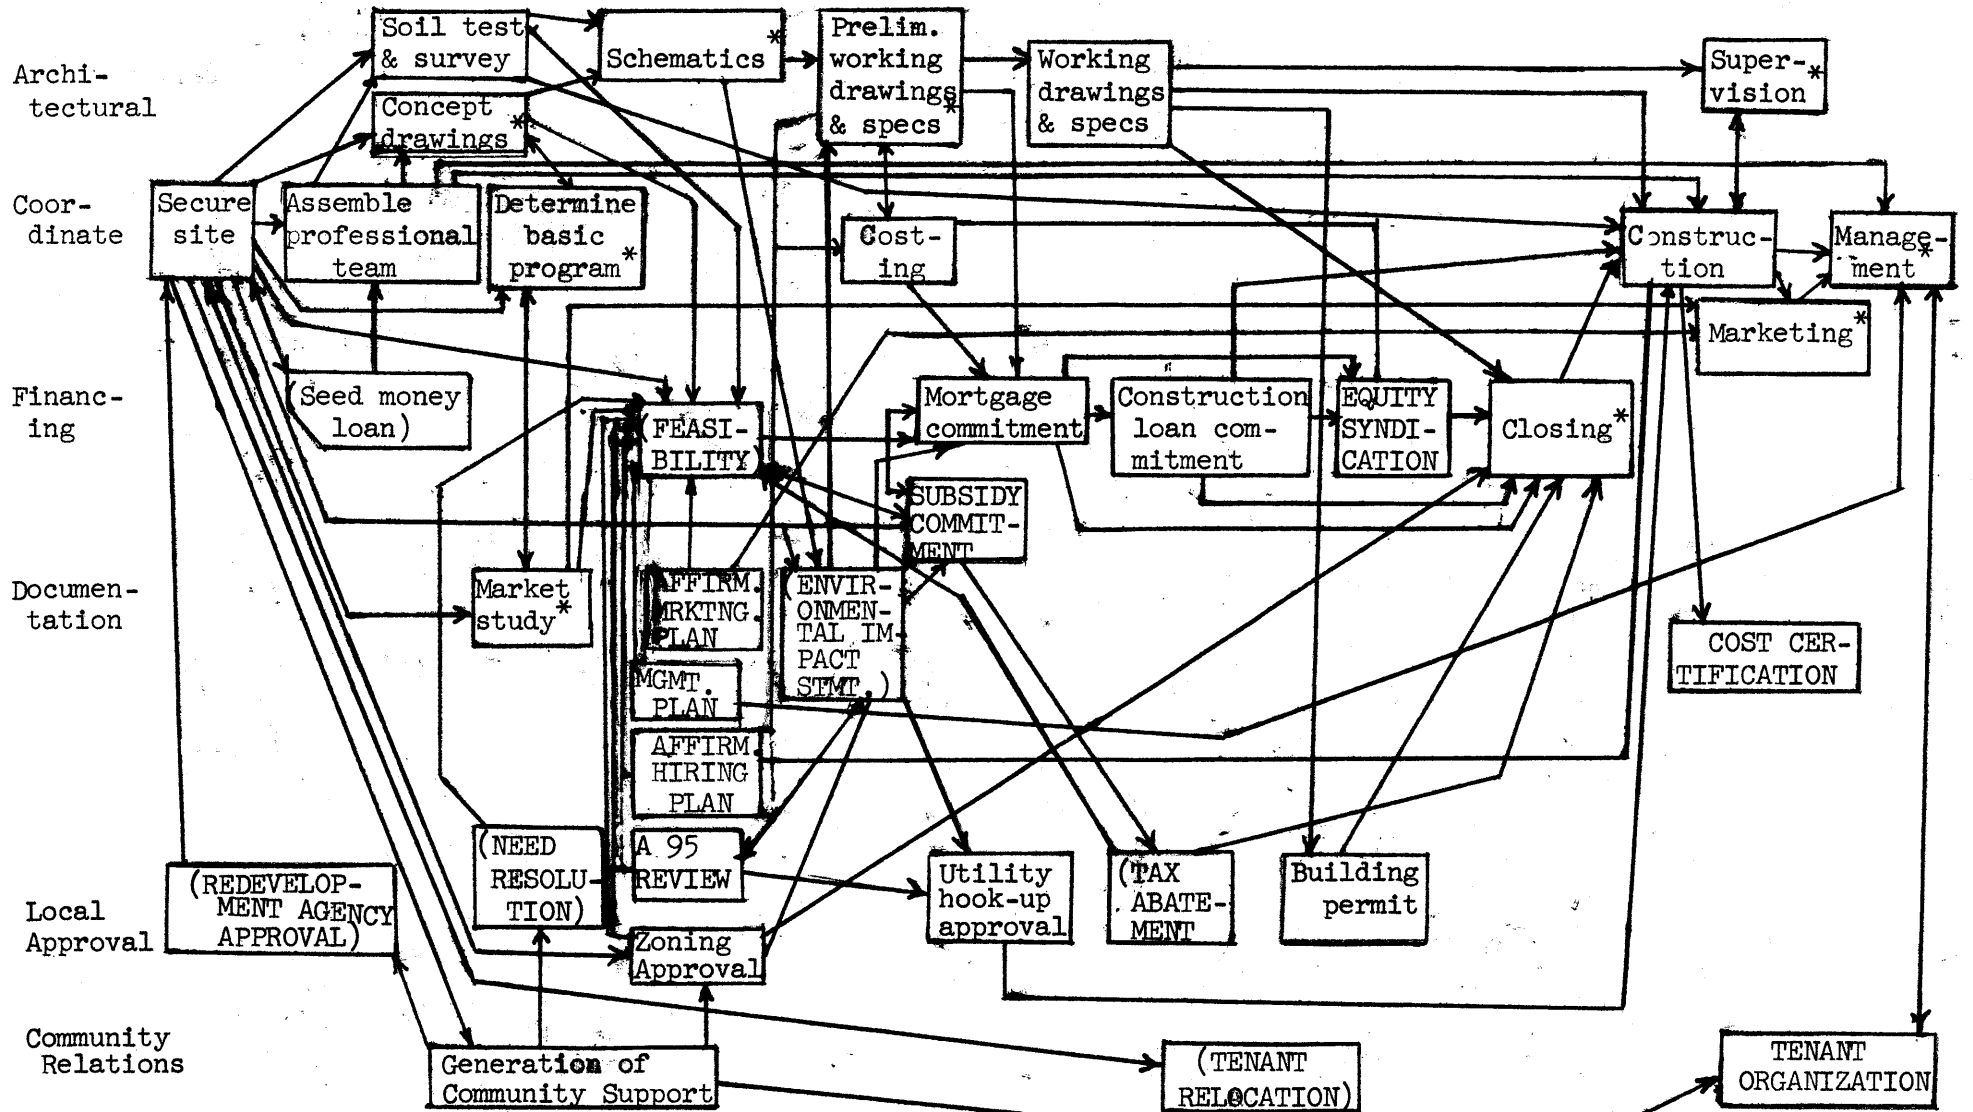 Archi-
tectural
Soil test
& survey
Concept
drawings*
Schematics*
Prelim.
working
drawings*
& specs
Working
drawings
& specs
Super-
vision*
Coor-
dinate
Secure
site
Assemble
professional
team
Determine
basic
program*
Cost-
ing
Construc-
tion
Manage-
ment*
Marketing*
Financ-
ing
(Seed money
loan)
(FEASI-
BILITY)
Mortgage
commitment
Construction
loan com-
mitment
EQUITY
SYNDI-
CATION
Closing*
SUBSIDY
COMMIT-
MENT
Documen-
tation
Market
study*
AFFIRM.
MRKTNG.
PLAN
MGMT.
PLAN
AFFIRM.
HIRING
PLAN
(ENVIR-
ONMEN-
TAL IM-
PACT
STMT.)
COST CER-
TIFICATION
Local
Approval
(REDEVELOP-
MENT AGENCY
APPROVAL)
(NEED
RESOLU-
TION)
A 95
REVIEW
Zoning
Approval
Utility
hook-up
approval
(TAX
ABATE-
MENT
Building
permit
Community
Relations
Generation of
Community Support
(TENANT
RELOCATION)
TENANT
ORGANIZATION